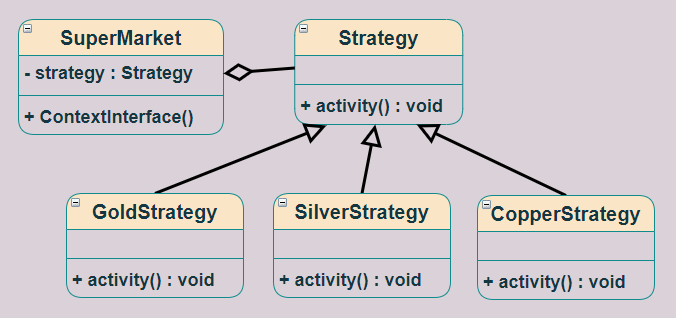 SuperMarket
- strategy : Strategy
+ ContextInterface()
Strategy
+ activity() : void
GoldStrategy
+ activity() : void
SilverStrategy
+ activity() : void
CopperStrategy
+ activity() : void